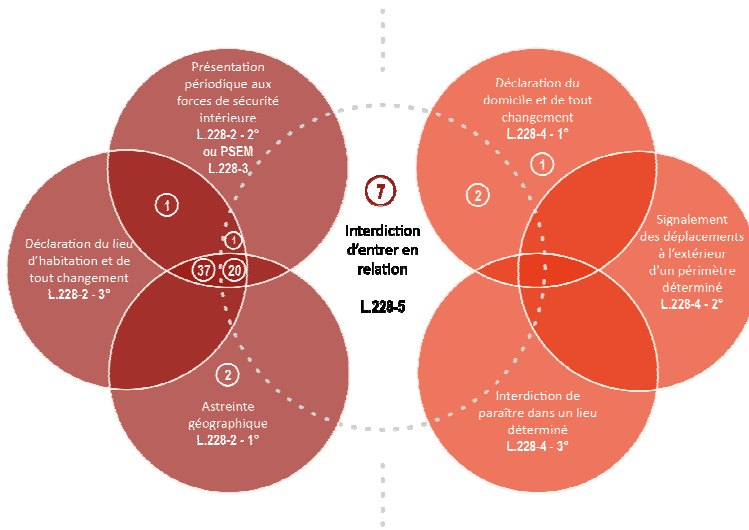 Présentation
périodique aux
forces de sécurité
intérieure
L.228-2 - 2°
ou PSEM
L.228-3
1
Déclaration du lieu
d'habitation et de
tout changement
L.228-2 - 3°
1
37
20
2
Astreinte
géographique
L.228-2 - 1°
7
Interdiction
d'entrer en
relation
L.228-5
Déclaration du
domicile et de tout
changement
L.228-4 - 1°
1
2
Signalement
des déplacements
à l'extérieur
d'un périmètre
déterminé
L.228-4 - 2°
Interdiction de
paraître dans un lieu
déterminé
L.228-4 - 3°